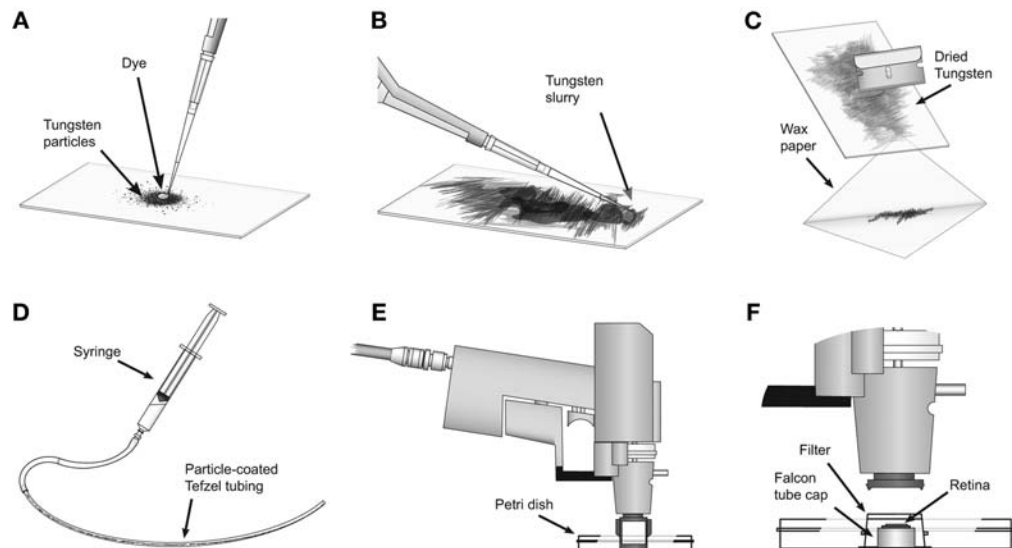 A
Dye
Tungsten
particles
B
Tungsten
slurry
C
Dried
Tungsten
Wax
paper
D
Syringe
Particle-coated
Tefzel tubing
E
Petri dish
F
Filter
Falcon
tube cap
Retina